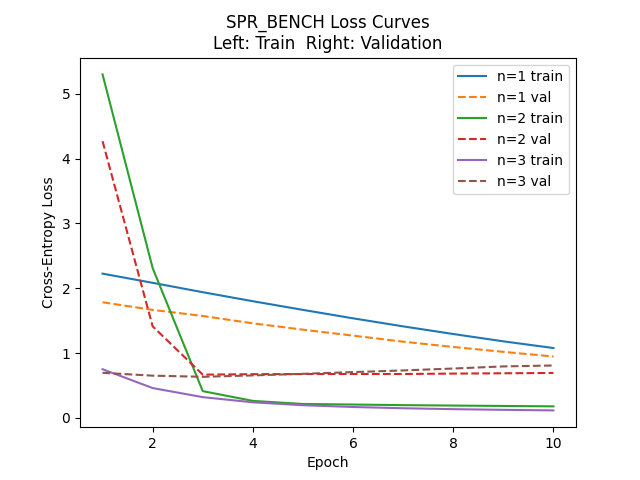 SPR_BENCH Loss Curves
Left: Train  Right: Validation
n=1 train
n=1 val
n=2 train
n=2 val
n=3 train
n=3 val
Cross-Entropy Loss
5
4
3
2
1
0
2 4 6 8 10
Epoch